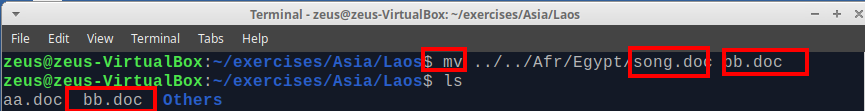 Terminal - zeus@zeus-VirtualBox: ~/exercises/Asia/Laos
File Edit View Terminal Tabs Help
zeus@zeus-VirtualBox:~/exercises/Asia/Laos$ mv ../../Afr/Egypt/song.doc bb.doc
zeus@zeus-VirtualBox:~/exercises/Asia/Laos$ ls
aa.doc bb.doc Others